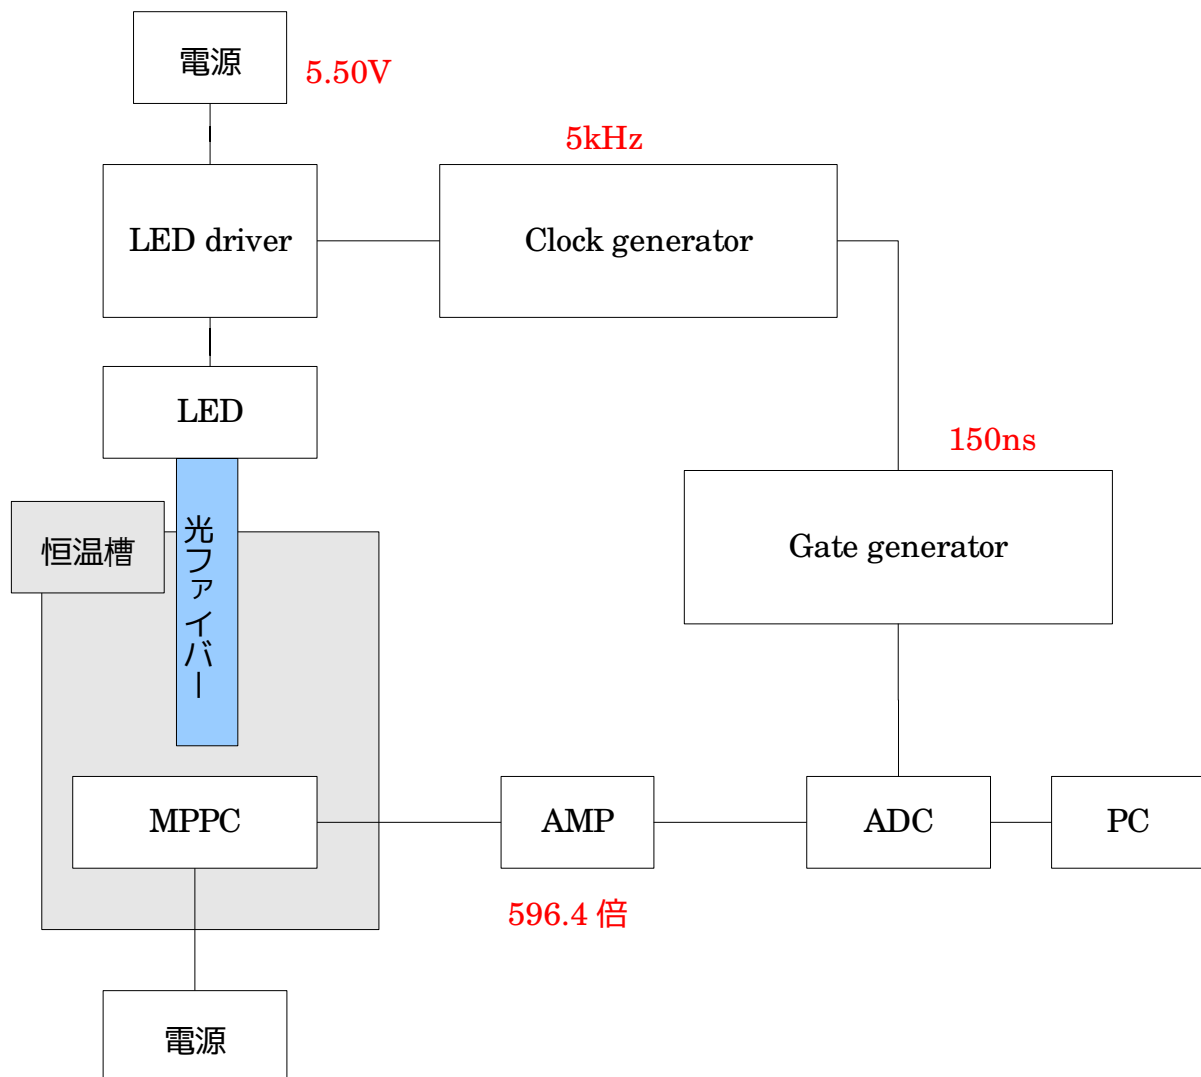 電源
5.50V
5kHz
LED driver
Clock generator
LED
150ns
光ファイバー
恒温槽
Gate generator
MPPC
AMP
ADC
PC
596.4 倍
電源